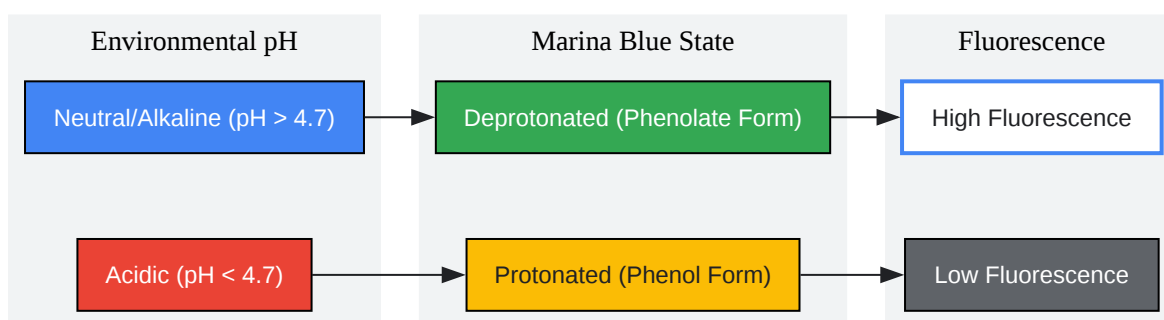 Environmental pH
Marina Blue State
Fluorescence
Neutral/Alkaline (pH > 4.7)
Deprotonated (Phenolate Form)
High Fluorescence
Acidic (pH < 4.7)
Protonated (Phenol Form)
Low Fluorescence